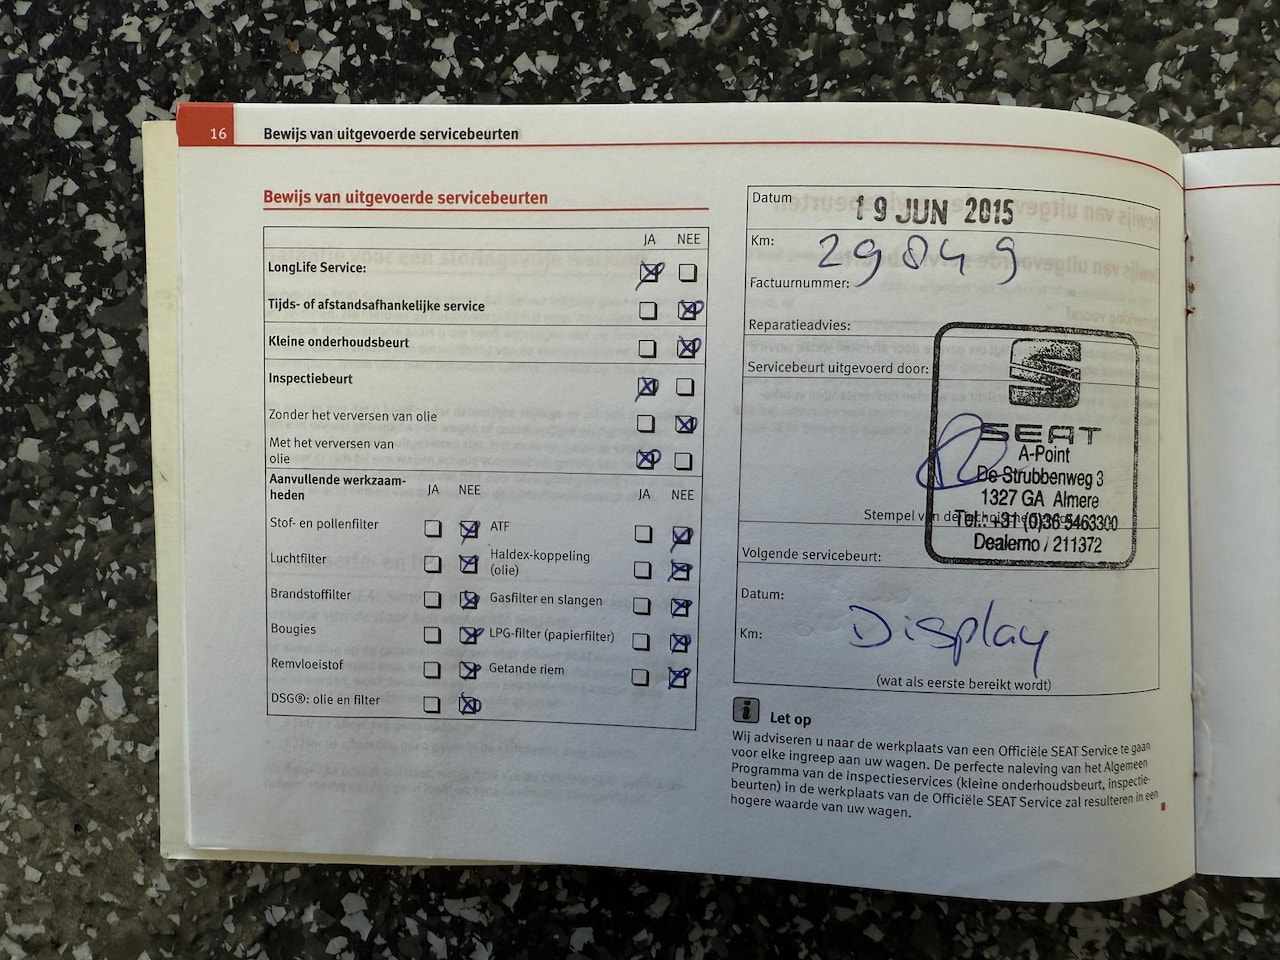 16 Bewijs van uitgevoerde servicebeurten
Bewijs van uitgevoerde servicebeurten
JA NEE
LongLife Service:
Tijds- of afstandsafhankelijke service
Kleine onderhoudsbeurt
Inspectiebeurt
Zonder het verversen van olie
Met het verversen van
olie
Aanvullende werkzaam-
heden
JA NEE
JA NEE
Stof- en pollenfilter
ATF
Luchtfilter
Haldex-koppeling
(olie)
Brandstoffilter
Gasfilter en slangen
Bougies
LPG-filter (papierfilter)
Remvloeistof
Getande riem
DSG®: olie en filter
Datum
19 JUN 2015
Km: 29849
Factuurnummer:
Reparatieadvies:
Servicebeurt uitgevoerd door:
SEAT
A-Point
De Strubbenweg 3
1327 GA Almere
Stempel van de
Tel.: +31 (0)36 5463300
Dealerno / 211372
Volgende servicebeurt:
Datum:
Km:
Display
(wat als eerste bereikt wordt)
i Let op
Wij adviseren u naar de werkplaats van een Officiële SEAT Service te gaan
voor elke ingreep aan uw wagen. De perfecte naleving van het Algemeen
Programma van de Inspectieservices (kleine onderhoudsbeurt, inspectie-
beurten) in de werkplaats van de Officiële SEAT Service zal resulteren in een
hogere waarde van uw wagen.